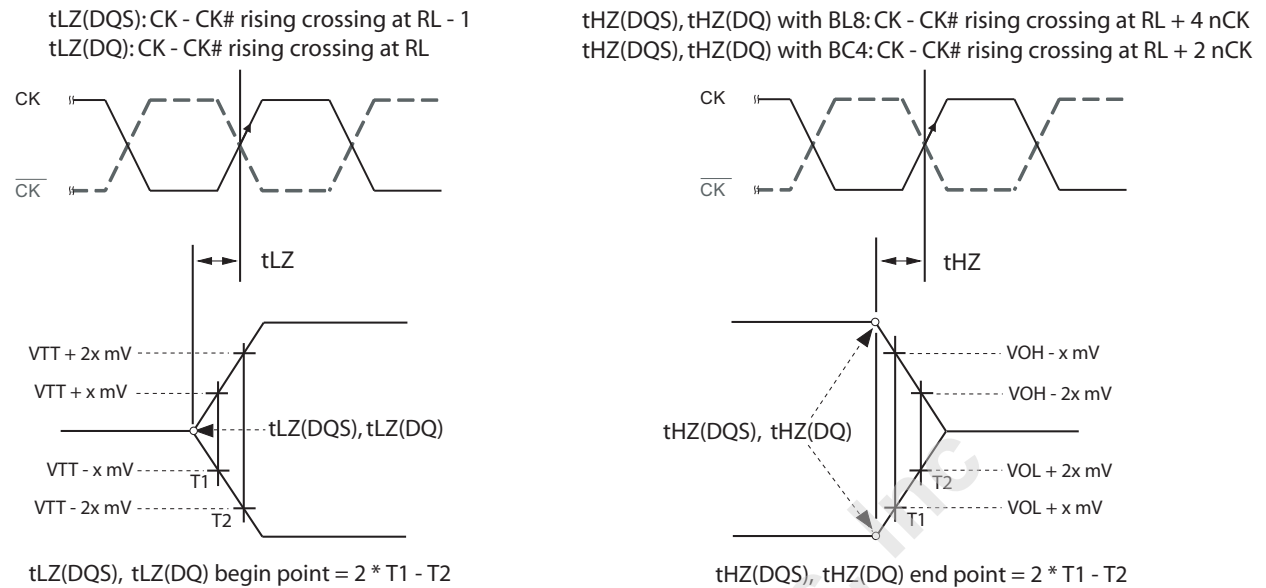 tLZ(DQS): CK - CK# rising crossing at RL - 1
tLZ(DQ): CK - CK# rising crossing at RL
CK
CK
tLZ
VTT + 2x mV
VTT + x mV
tLZ(DQS), tLZ(DQ)
VTT - x mV
T1
VTT - 2x mV
T2
tLZ(DQS), tLZ(DQ) begin point = 2 * T1 - T2
tHZ(DQS), tHZ(DQ) with BL8: CK - CK# rising crossing at RL + 4 nCK
tHZ(DQS), tHZ(DQ) with BC4: CK - CK# rising crossing at RL + 2 nCK
CK
CK
tHZ
VOH - x mV
VOH - 2x mV
tHZ(DQS), tHZ(DQ)
VOL + 2x mV
T2
VOL + x mV
T1
tHZ(DQS), tHZ(DQ) end point = 2 * T1 - T2
inc